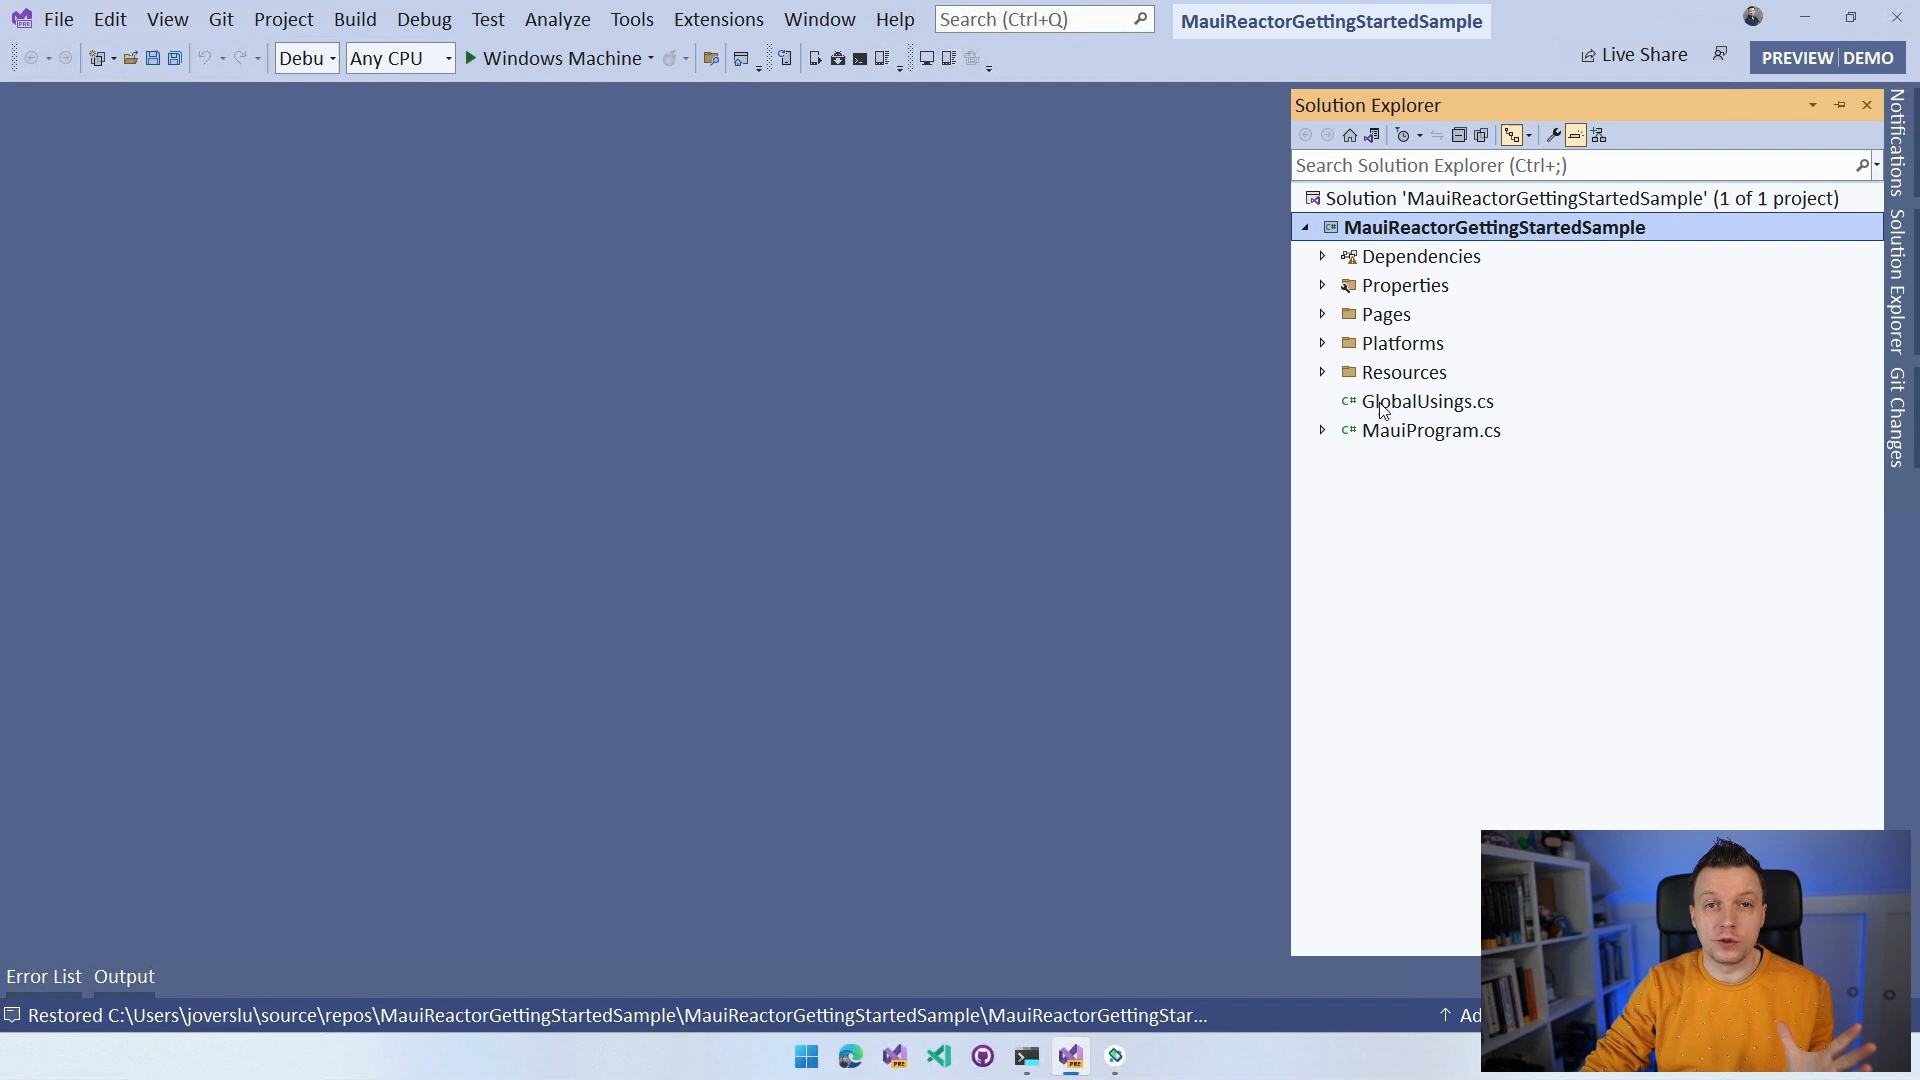 File Edit View Git Project Build Debug Test Analyze Tools Extensions Window Help Search (Ctrl+Q) MauiReactorGettingStartedSample
Debu Any CPU Windows Machine Live Share PREVIEW DEMO
Solution Explorer
Search Solution Explorer (Ctrl+;)
Solution 'MauiReactorGettingStartedSample' (1 of 1 project)
MauiReactorGettingStartedSample
Dependencies
Properties
Pages
Platforms
Resources
C# GlobalUsings.cs
C# MauiProgram.cs
Notifications
Solution Explorer
Git Changes
Error List Output
Restored C:\Users\joverslu\source\repos\MauiReactorGettingStartedSample\MauiReactorGettingStartedSample\MauiReactorGettingStar...
Ad